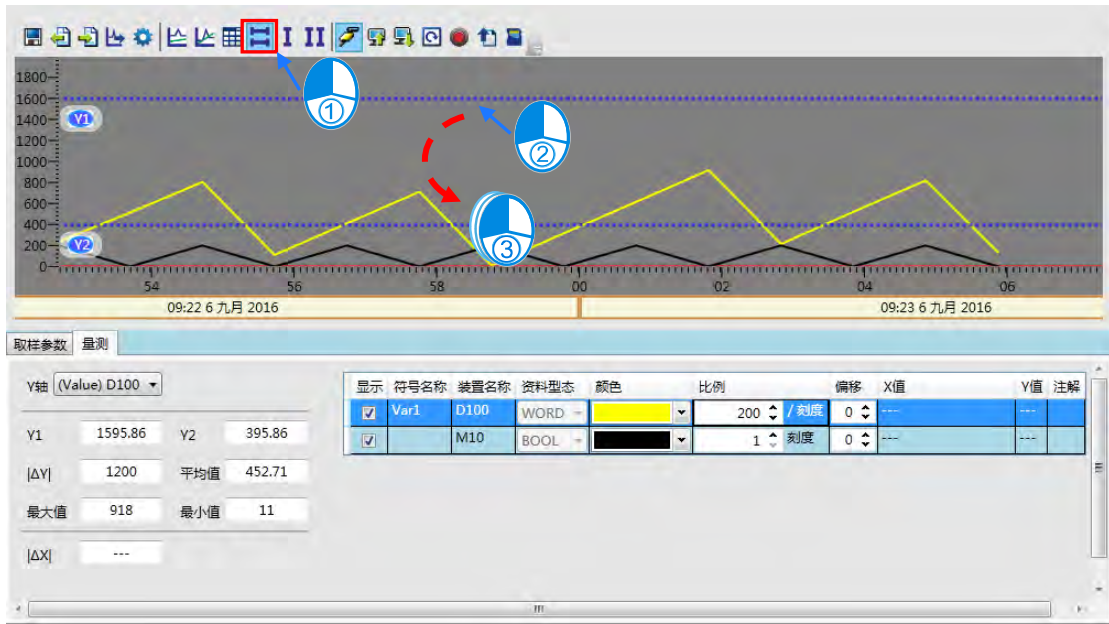 1800
1600
1400
1200
1000
800
600
400
200
0
Y1
Y2
①
②
③
54 56 58 00 02 04 06
09:22 6 九月 2016 09:23 6 九月 2016
取样参数 量测
Y轴 (Value) D100
Y1 1595.86 Y2 395.86
|ΔY| 1200 平均值 452.71
最大值 918 最小值 11
|ΔX| ---
显示 符号名称 装置名称 资料型态 颜色 比例 偏移 X值 Y值 注解
Var1 D100 WORD 200 / 刻度 0 --- ---
M10 BOOL 1 刻度 0 --- ---